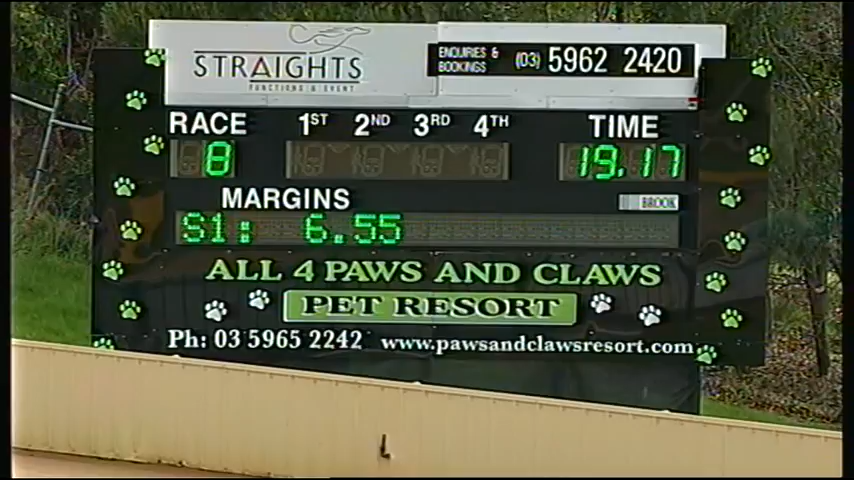 STRAIGHTS
FUNCTIONS & EVENT
ENQUIRIES & BOOKINGS (03) 5962 2420
RACE 1ST 2ND 3RD 4TH TIME
8 19.17
MARGINS BROOK
S1: 6.55
ALL 4 PAWS AND CLAWS
PET RESORT
Ph: 03 5965 2242 www.pawsandclawsresort.com